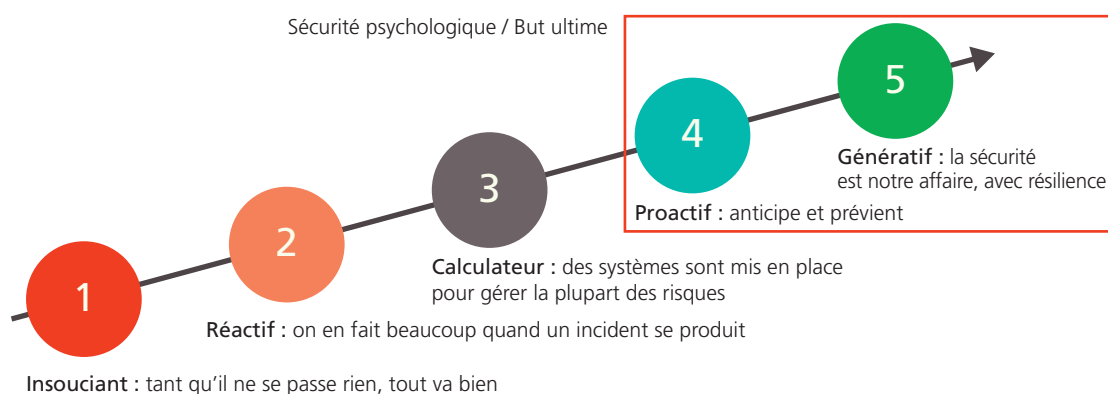 Sécurité psychologique / But ultime
5
4
Génératif : la sécurité
est notre affaire, avec résilience
3
Proactif : anticipe et prévient
2
Calculateur : des systèmes sont mis en place
pour gérer la plupart des risques
1
Réactif : on en fait beaucoup quand un incident se produit
Insouciant : tant qu'il ne se passe rien, tout va bien